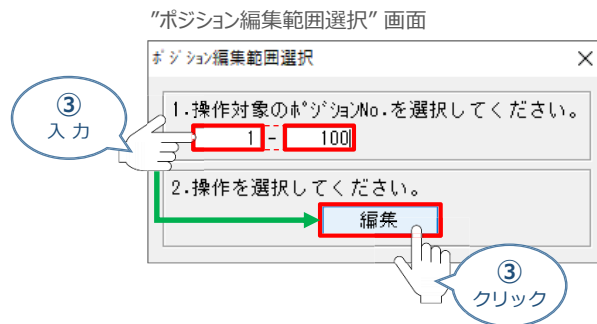 ”ポジション編集範囲選択” 画面
ﾎﾟｼﾞｼｮﾝ編集範囲選択
③
入 力
1.操作対象のﾎﾟｼﾞｼｮﾝNo.を選択してください。
1 - 100
2.操作を選択してください。
編集
③
クリック